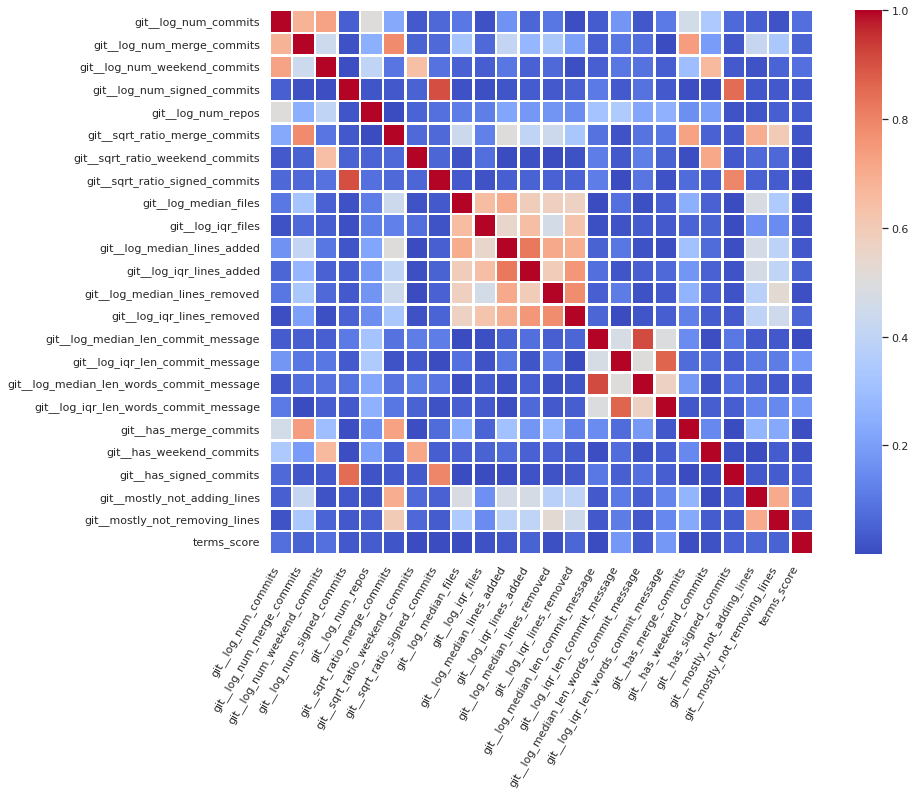 git__log_num_commits
git__log_num_merge_commits
git__log_num_weekend_commits
git__log_num_signed_commits
git__log_num_repos
git__sqrt_ratio_merge_commits
git__sqrt_ratio_weekend_commits
git__sqrt_ratio_signed_commits
git__log_median_files
git__log_iqr_files
git__log_median_lines_added
git__log_iqr_lines_added
git__log_median_lines_removed
git__log_iqr_lines_removed
git__log_median_len_commit_message
git__log_iqr_len_commit_message
git__log_median_len_words_commit_message
git__log_iqr_len_words_commit_message
git__has_merge_commits
git__has_weekend_commits
git__has_signed_commits
git__mostly_not_adding_lines
git__mostly_not_removing_lines
terms_score
git__log_num_commits
git__log_num_merge_commits
git__log_num_weekend_commits
git__log_num_signed_commits
git__log_num_repos
git__sqrt_ratio_merge_commits
git__sqrt_ratio_weekend_commits
git__sqrt_ratio_signed_commits
git__log_median_files
git__log_iqr_files
git__log_median_lines_added
git__log_iqr_lines_added
git__log_median_lines_removed
git__log_iqr_lines_removed
git__log_median_len_commit_message
git__log_iqr_len_commit_message
git__log_median_len_words_commit_message
git__log_iqr_len_words_commit_message
git__has_merge_commits
git__has_weekend_commits
git__has_signed_commits
git__mostly_not_adding_lines
git__mostly_not_removing_lines
terms_score
1.0
0.8
0.6
0.4
0.2